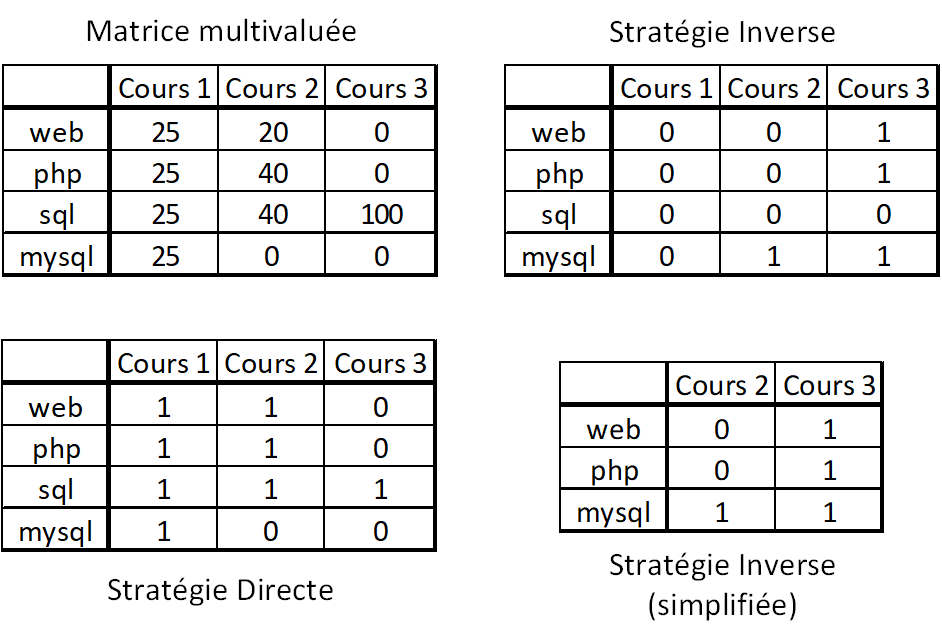 Matrice multivaluée
Cours 1 Cours 2 Cours 3
web 25 20 0
php 25 40 0
sql 25 40 100
mysql 25 0 0
Stratégie Inverse
Cours 1 Cours 2 Cours 3
web 0 0 1
php 0 0 1
sql 0 0 0
mysql 0 1 1
Cours 1 Cours 2 Cours 3
web 1 1 0
php 1 1 0
sql 1 1 1
mysql 1 0 0
Stratégie Directe
Cours 2 Cours 3
web 0 1
php 0 1
mysql 1 1
Stratégie Inverse
(simplifiée)